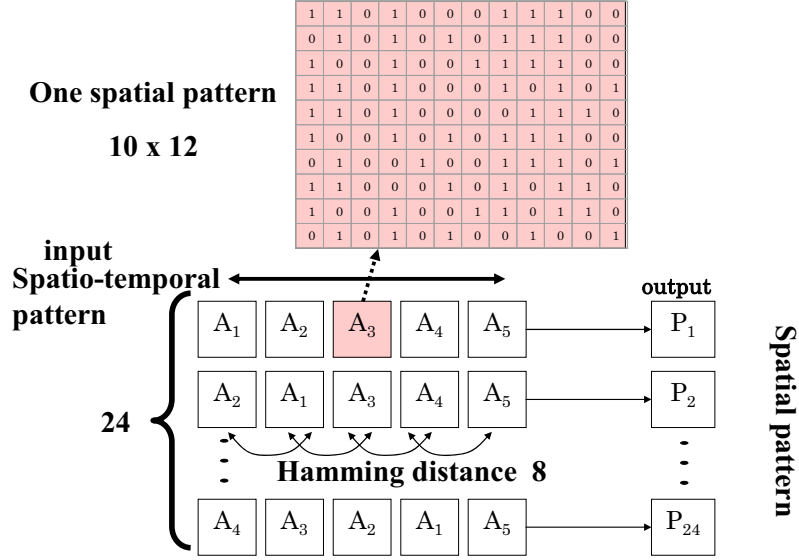 1 1 0 1 0 0 0 1 1 1 0 0
0 1 0 1 0 1 0 1 1 1 0 0
1 0 0 1 0 0 1 1 1 1 0 0
1 1 0 1 0 0 0 1 0 1 0 1
1 1 0 1 0 0 0 0 1 1 1 0
1 0 0 1 0 1 0 1 1 1 0 0
0 1 0 0 1 0 0 1 1 1 0 1
1 1 0 0 0 1 0 1 0 1 1 0
1 0 0 1 0 0 1 1 0 1 1 0
0 1 0 1 0 1 0 0 1 0 0 1
One spatial pattern
10 x 12
input
Spatio-temporal
pattern
output
A1 A2 A3 A4 A5 P1
A2 A1 A3 A4 A5 P2
24
Hamming distance 8
A4 A3 A2 A1 A5 P24
Spatial pattern